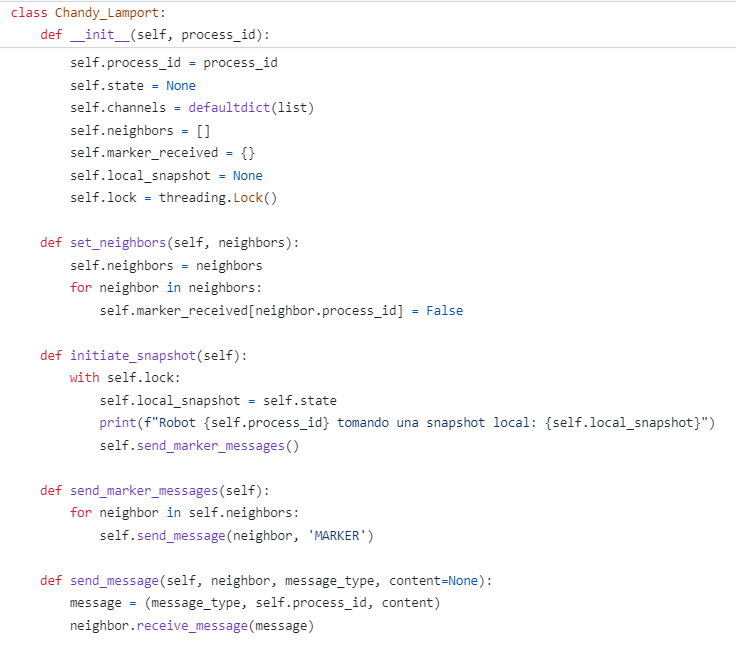 class Chandy_Lamport:
    def __init__(self, process_id):
        self.process_id = process_id
        self.state = None
        self.channels = defaultdict(list)
        self.neighbors = []
        self.marker_received = {}
        self.local_snapshot = None
        self.lock = threading.Lock()
    def set_neighbors(self, neighbors):
        self.neighbors = neighbors
        for neighbor in neighbors:
            self.marker_received[neighbor.process_id] = False
    def initiate_snapshot(self):
        with self.lock:
            self.local_snapshot = self.state
            print(f"Robot {self.process_id} tomando una snapshot local: {self.local_snapshot}")
            self.send_marker_messages()
    def send_marker_messages(self):
        for neighbor in self.neighbors:
            self.send_message(neighbor, 'MARKER')
    def send_message(self, neighbor, message_type, content=None):
        message = (message_type, self.process_id, content)
        neighbor.receive_message(message)